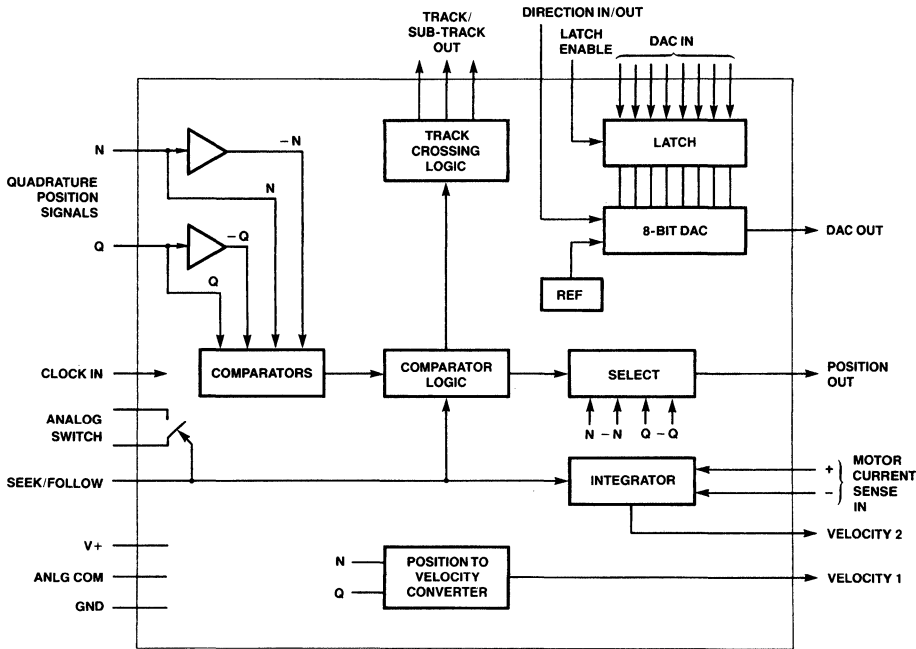 TRACK/
SUB-TRACK
OUT
DIRECTION IN/OUT
LATCH
ENABLE
DAC IN
N
–N
N
QUADRATURE
POSITION
SIGNALS
Q
–Q
Q
TRACK
CROSSING
LOGIC
LATCH
8-BIT DAC
DAC OUT
REF
CLOCK IN
COMPARATORS
COMPARATOR
LOGIC
SELECT
POSITION
OUT
N –N Q –Q
ANALOG
SWITCH
SEEK/FOLLOW
INTEGRATOR
+
–
MOTOR
CURRENT
SENSE
IN
VELOCITY 2
V+
ANLG COM
GND
N
Q
POSITION TO
VELOCITY
CONVERTER
VELOCITY 1